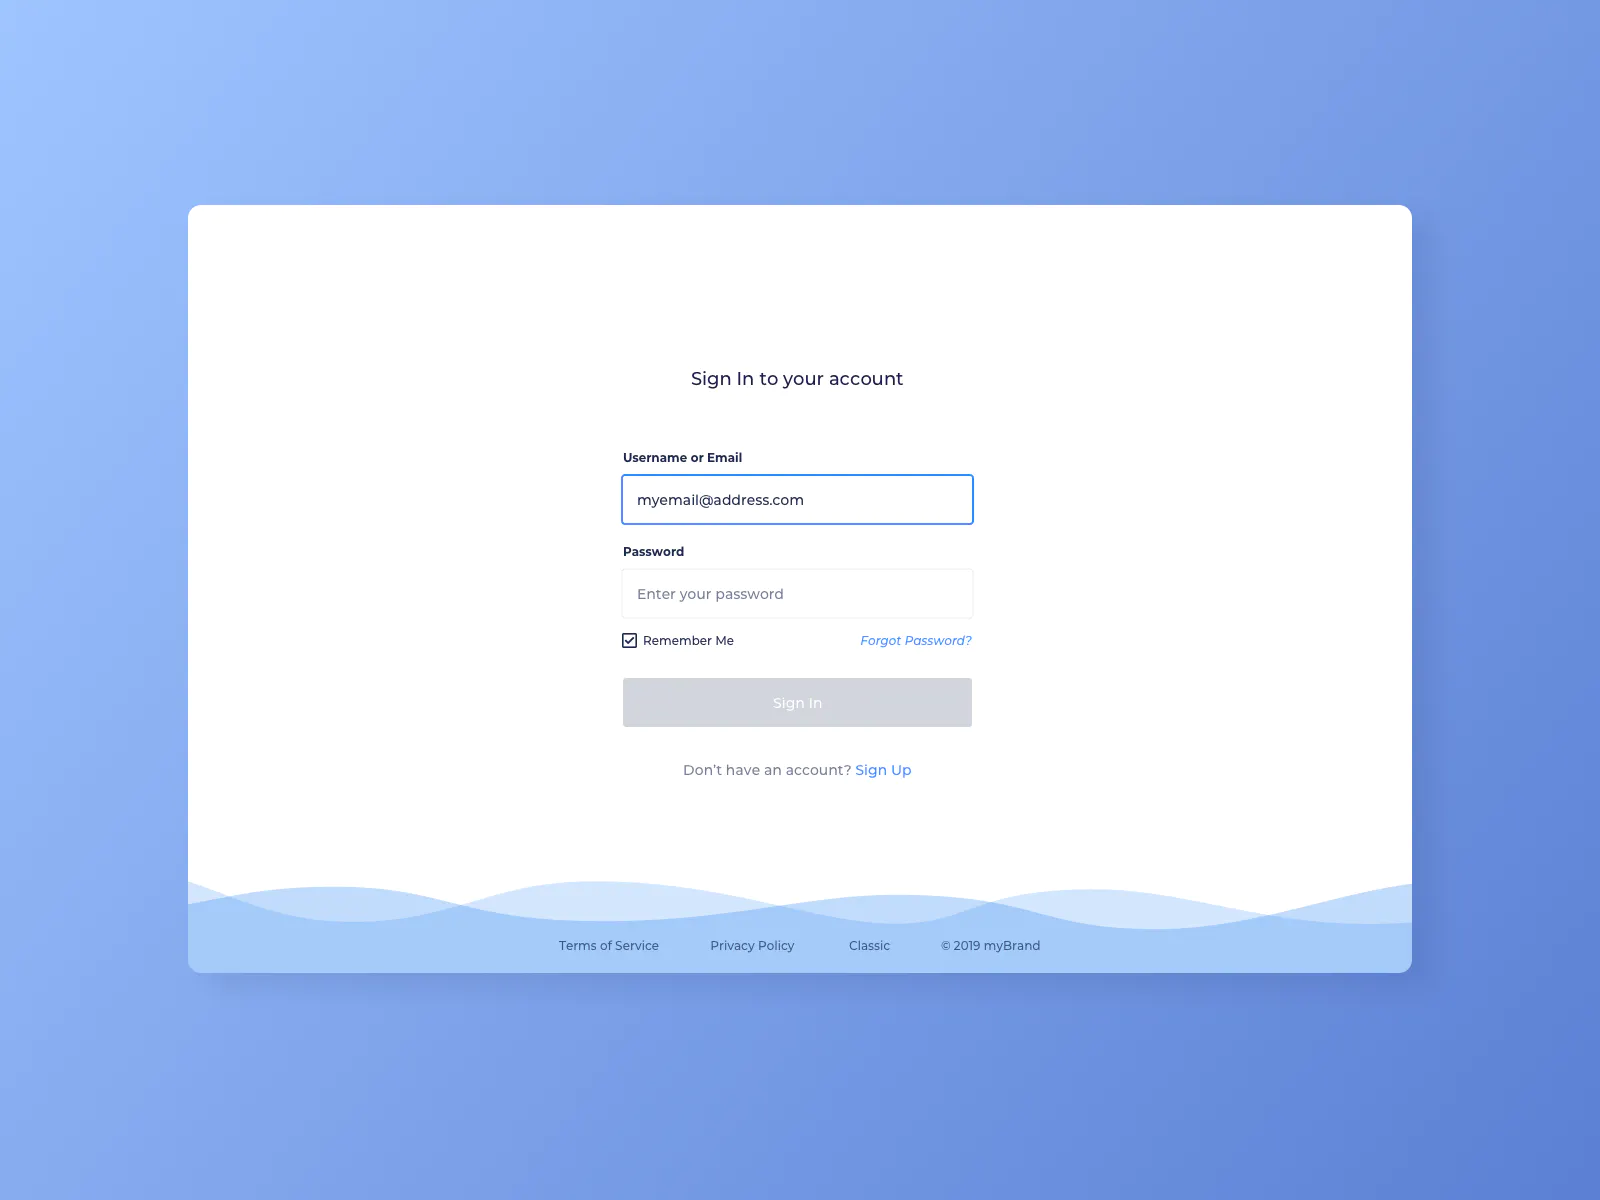 Sign In to your account
Username or Email
myemail@address.com
Password
Enter your password
Remember Me Forgot Password?
Sign In
Don’t have an account? Sign Up
Terms of Service Privacy Policy Classic © 2019 myBrand